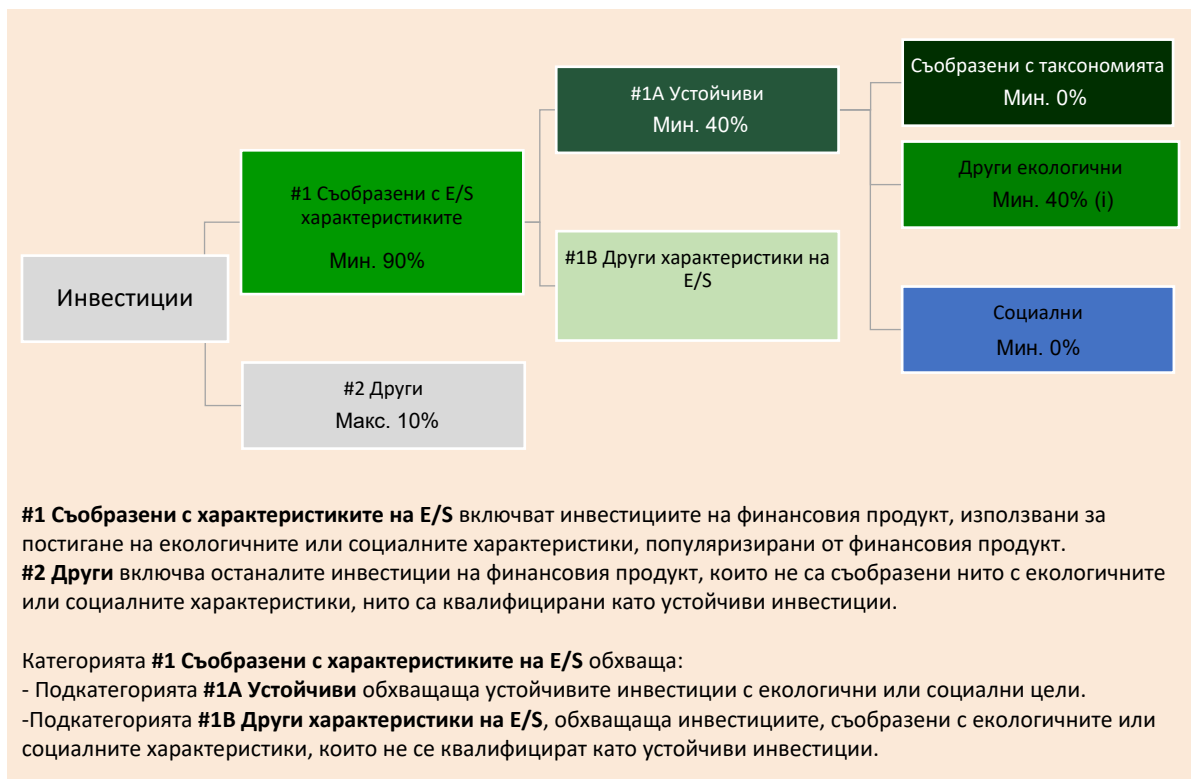 Инвестиции
#1 Съобразени с E/S
характеристиките
Мин. 90%
#2 Други
Макс. 10%
#1A Устойчиви
Мин. 40%
#1B Други характеристики на
E/S
Съобразени с таксономията
Мин. 0%
Други екологични
Мин. 40% (i)
Социални
Мин. 0%
#1 Съобразени с характеристиките на E/S включват инвестициите на финансовия продукт, използвани за
постигане на екологичните или социалните характеристики, популяризирани от финансовия продукт.
#2 Други включва останалите инвестиции на финансовия продукт, които не са съобразени нито с екологичните
или социалните характеристики, нито са квалифицирани като устойчиви инвестиции.
Категорията #1 Съобразени с характеристиките на E/S обхваща:
- Подкатегорията #1A Устойчиви обхващаща устойчивите инвестиции с екологични или социални цели.
-Подкатегорията #1B Други характеристики на E/S, обхващаща инвестициите, съобразени с екологичните или
социалните характеристики, които не се квалифицират като устойчиви инвестиции.